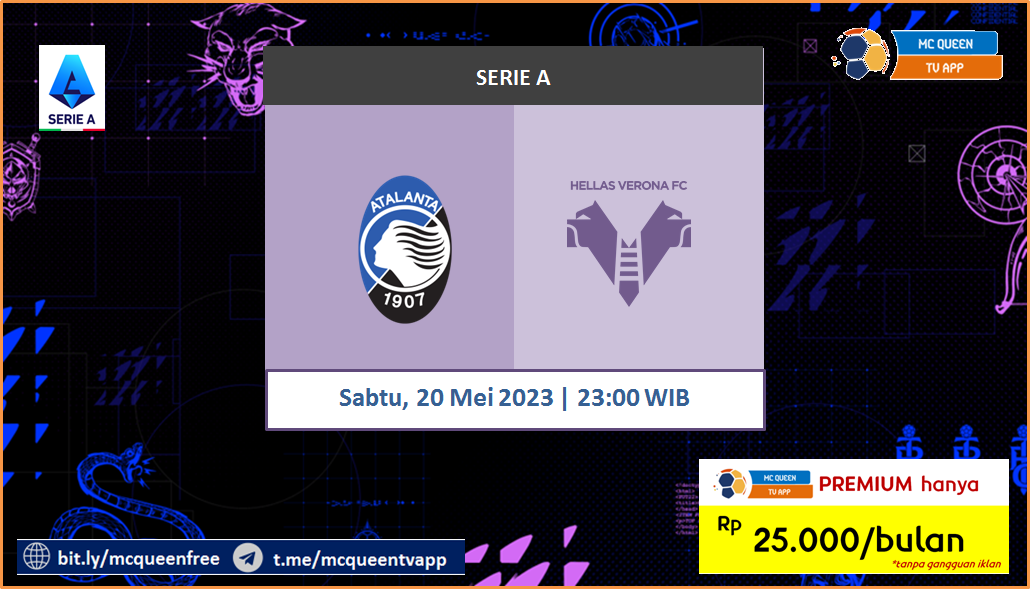 SERIE A
MC QUEEN
TV APP
SERIE A
ATALANTA
1907
HELLAS VERONA FC
Sabtu, 20 Mei 2023 | 23:00 WIB
MC QUEEN
TV APP
PREMIUM hanya
Rp 25.000/bulan
*tanpa gangguan iklan
bit.ly/mcqueenfree
t.me/mcqueentvapp